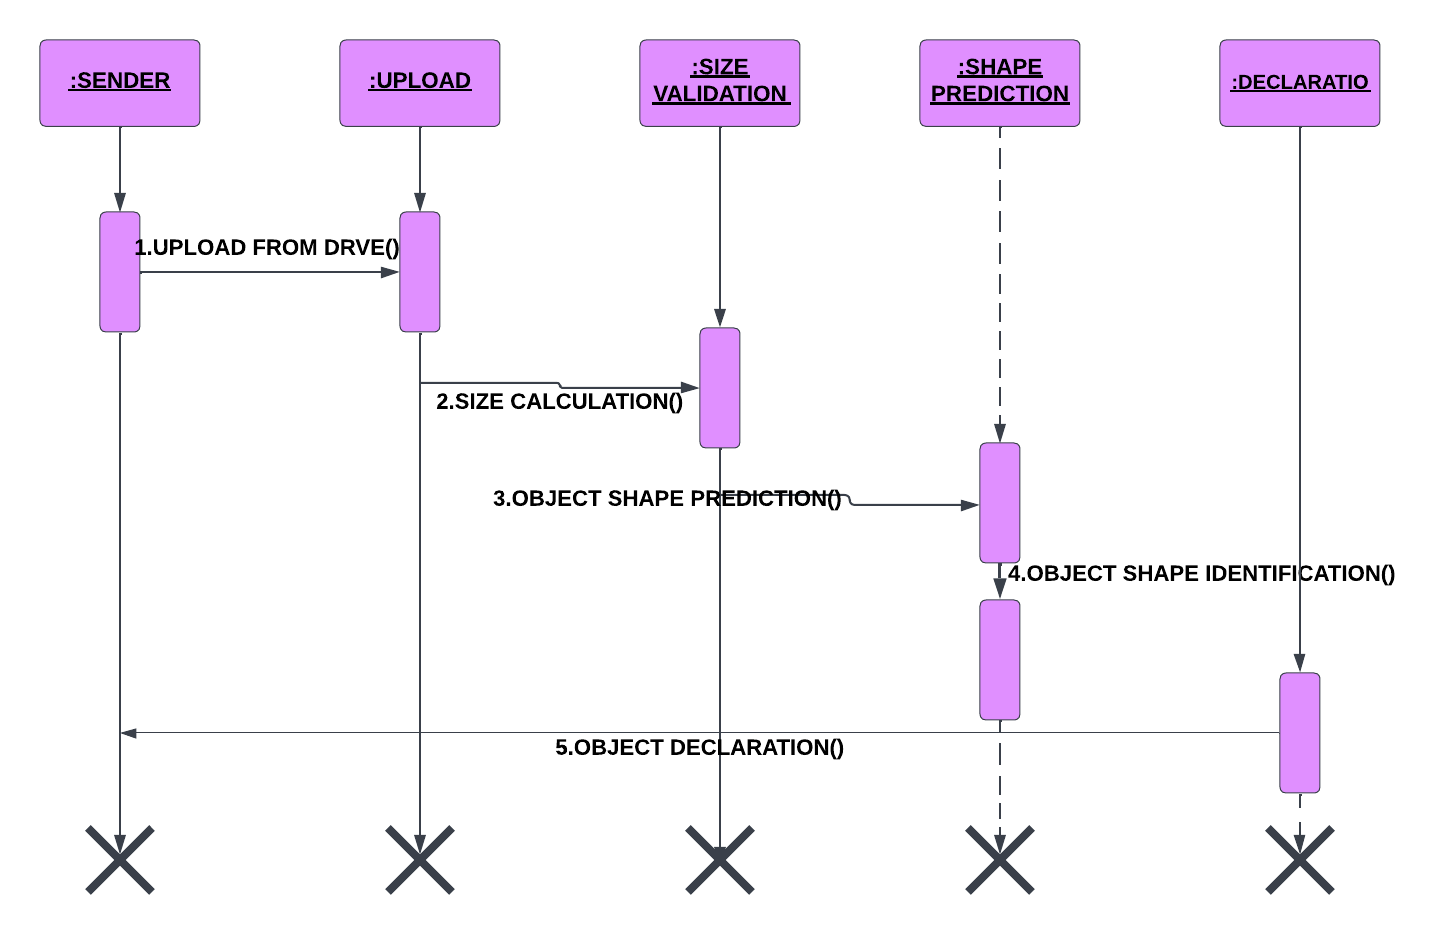 :SENDER
:UPLOAD
:SIZE
VALIDATION
:SHAPE
PREDICTION
:DECLARATIO
1.UPLOAD FROM DRVE()
2.SIZE CALCULATION()
3.OBJECT SHAPE PREDICTION()
4.OBJECT SHAPE IDENTIFICATION()
5.OBJECT DECLARATION()